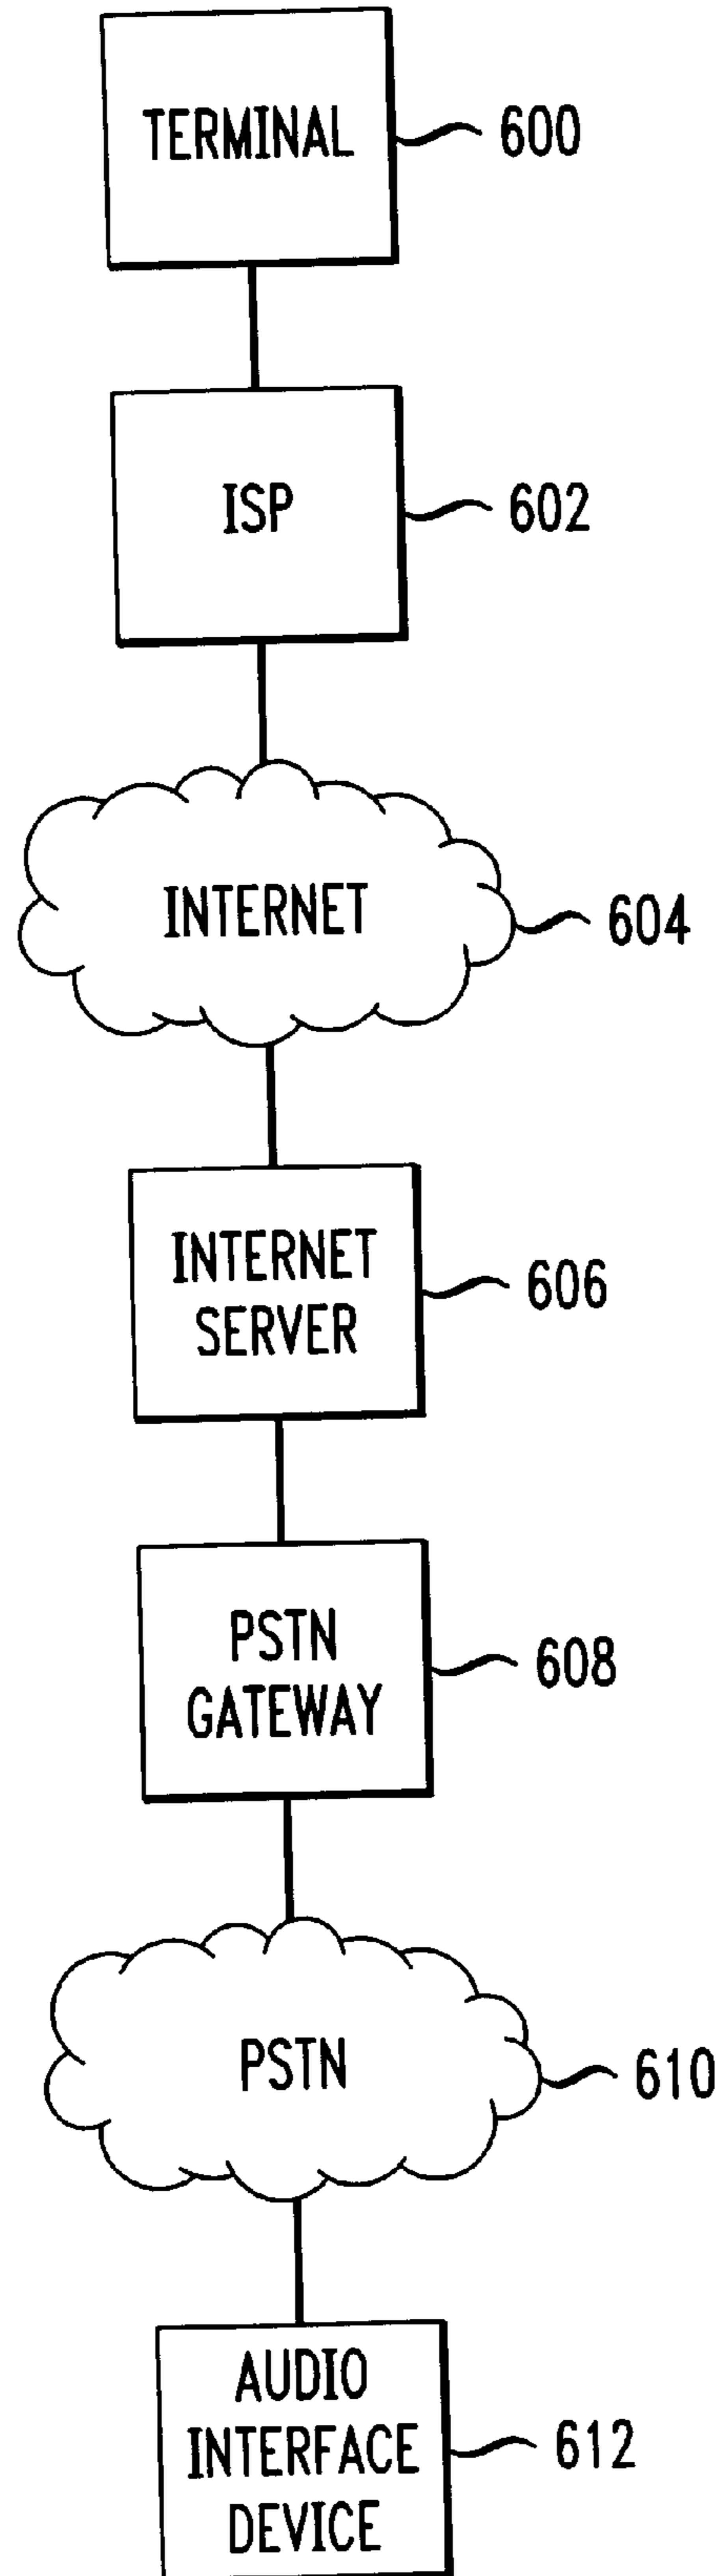 TERMINAL
600
ISP
602
INTERNET
604
INTERNET
SERVER
606
PSTN
GATEWAY
608
PSTN
610
AUDIO
INTERFACE
DEVICE
612